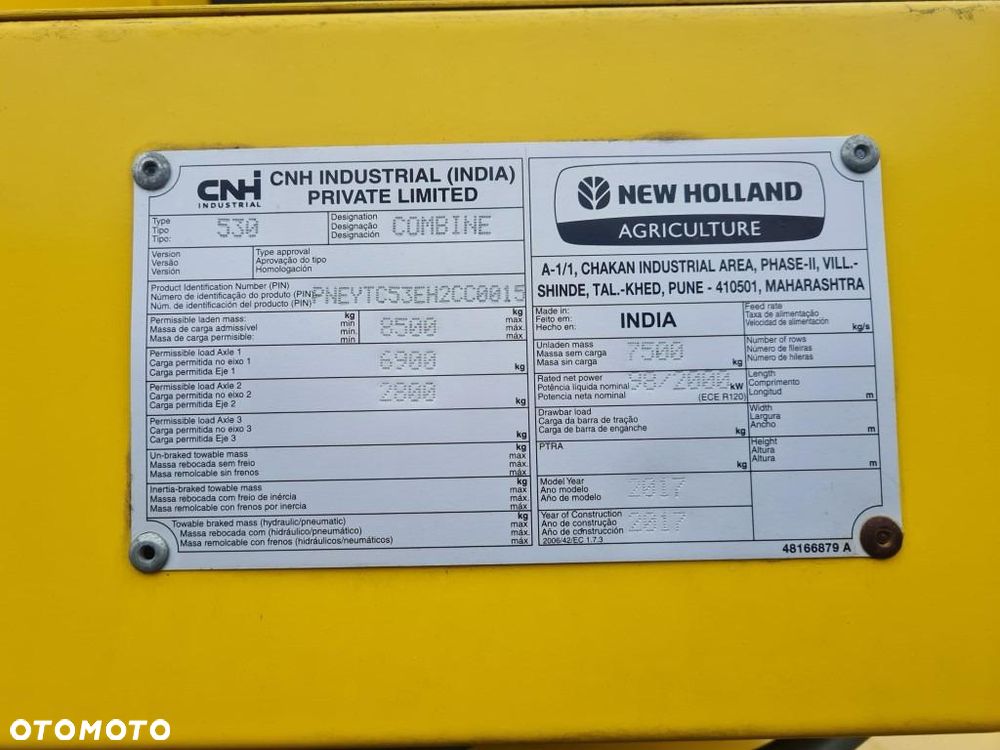 CNH
INDUSTRIAL
CNH INDUSTRIAL (INDIA)
PRIVATE LIMITED
Type
Tipo
Tipo:
530
Designation
Designação
Designación
COMBINE
Version
Versão
Versión
Type approval
Aprovação do tipo
Homologación
Product Identification Number (PIN)
Número de identificação do produto (PIN)
Núm. de identificación del producto (PIN)
PNEYTC53EH2CC0015
Permissible laden mass:
Massa de carga admissível
Masa de carga permisible:
kg
min
min.
min
8500
kg
max
máx.
máx
Permissible load Axle 1
Carga permitida no eixo 1
Carga permitida Eje 1
6900
kg
Permissible load Axle 2
Carga permitida no eixo 2
Carga permitida Eje 2
2800
kg
Permissible load Axle 3
Carga permitida no eixo 3
Carga permitida Eje 3
kg
Un-braked towable mass
Massa rebocada sem freio
Masa remolcable sin frenos
kg
max
máx
máx
Inertia-braked towable mass
Massa rebocada com freio de inércia
Masa remolcable con frenos por inercia
kg
max
máx.
máx
Towable braked mass (hydraulic/pneumatic)
Massa rebocada com (hidráulico/pneumático)
Masa remolcable con frenos (hidráulicos/neumáticos)
kg
max
máx
máx
NEW HOLLAND
AGRICULTURE
A-1/1, CHAKAN INDUSTRIAL AREA, PHASE-II, VILL.-
SHINDE, TAL.-KHED, PUNE - 410501, MAHARASHTRA
Made in:
Feito em:
Hecho en:
INDIA
Feed rate
Taxa de alimentação
Velocidad de alimentación
kg/s
Unladen mass
Massa sem carga
Masa sin carga
7500
kg
Number of rows
Número de fileiras
Número de hileras
Rated net power
Potência líquida nominal
Potencia neta nominal
98/2000
kW
(ECE R120)
Length
Comprimento
Longitud
m
Drawbar load
Carga da barra de tração
Carga de barra de enganche
kg
Width
Largura
Ancho
m
PTRA
kg
Height
Altura
Altura
m
Model Year
Ano modelo
Año de modelo
2017
Year of Construction
Ano de construção
Año de construcción
2006/42/EC 1.7.3
2017
48166879 A
OTOMOTO